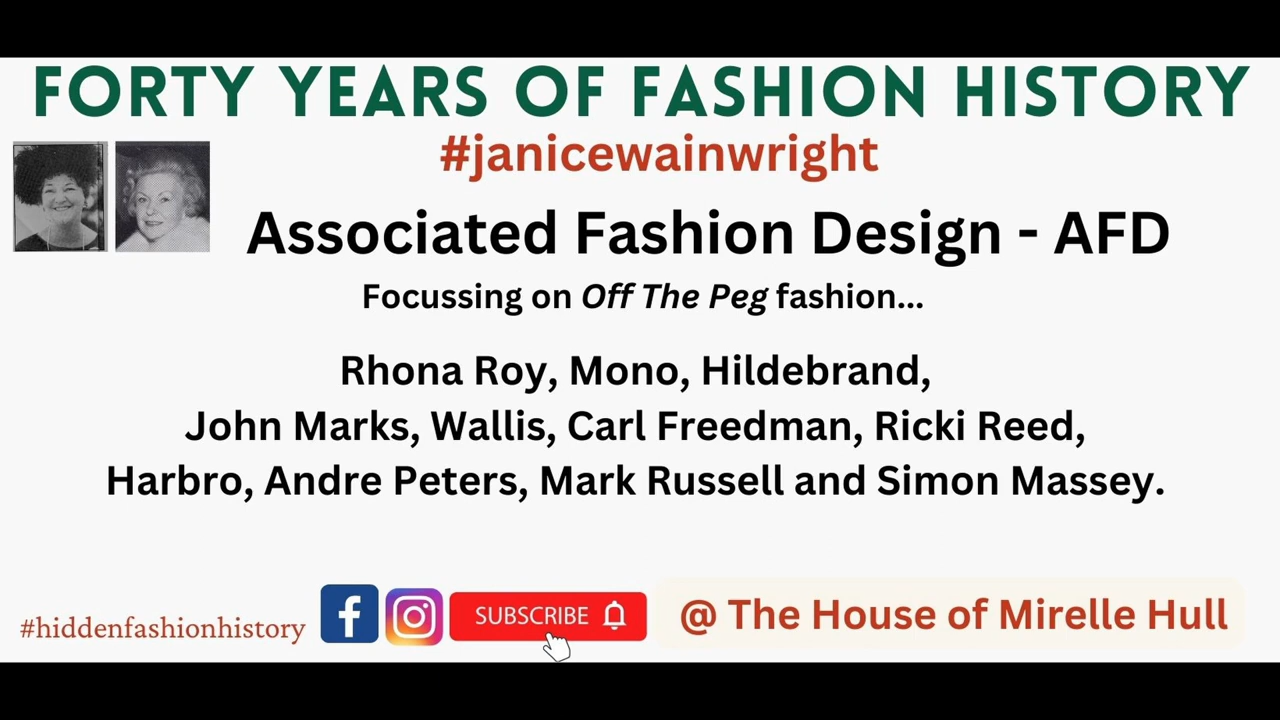 FORTY YEARS OF FASHION HISTORY
#janicewainwright
Associated Fashion Design - AFD
Focussing on Off The Peg fashion...
Rhona Roy, Mono, Hildebrand,
John Marks, Wallis, Carl Freedman, Ricki Reed,
Harbro, Andre Peters, Mark Russell and Simon Massey.
#hiddenfashionhistory
SUBSCRIBE
@ The House of Mirelle Hull